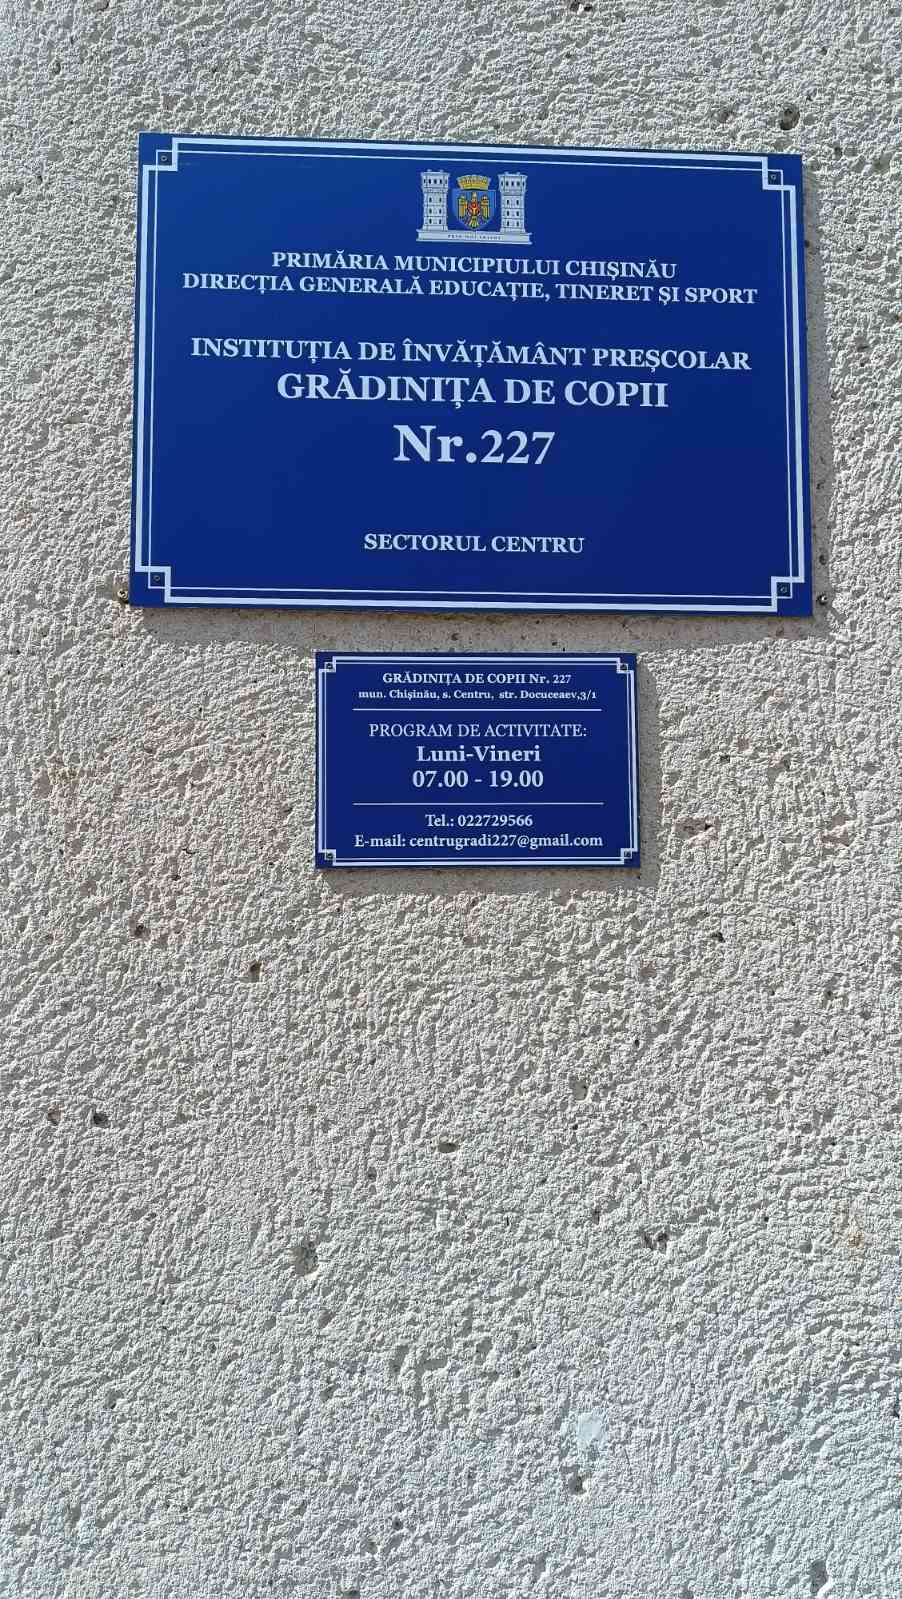 PRIMĂRIA MUNICIPIULUI CHIȘINĂU
DIRECȚIA GENERALĂ EDUCAȚIE, TINERET ȘI SPORT
INSTITUȚIA DE ÎNVĂȚĂMÂNT PREȘCOLAR
GRĂDINIȚA DE COPII
Nr.227
SECTORUL CENTRU
GRĂDINIȚA DE COPII Nr. 227
mun. Chișinău, s. Centru, str. Docuceaev,3/1
PROGRAM DE ACTIVITATE:
Luni-Vineri
07.00 - 19.00
Tel.: 022729566
E-mail: centrugradi227@gmail.com